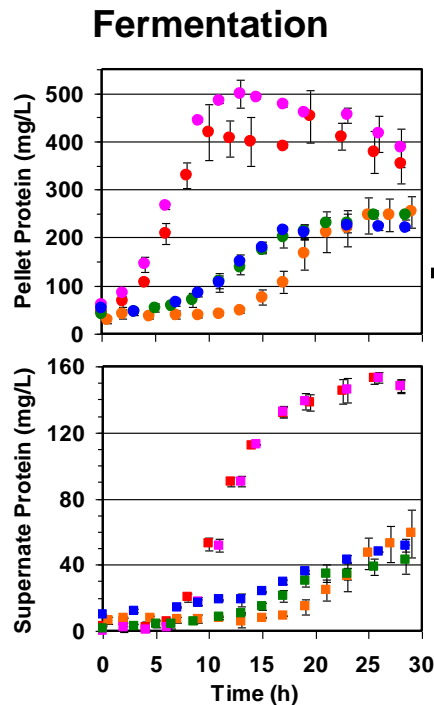 Fermentation
Pellet Protein (mg/L)
500
400
300
200
100
0
Supernate Protein (mg/L)
160
120
80
40
0
0 5 10 15 20 25 30
Time (h)